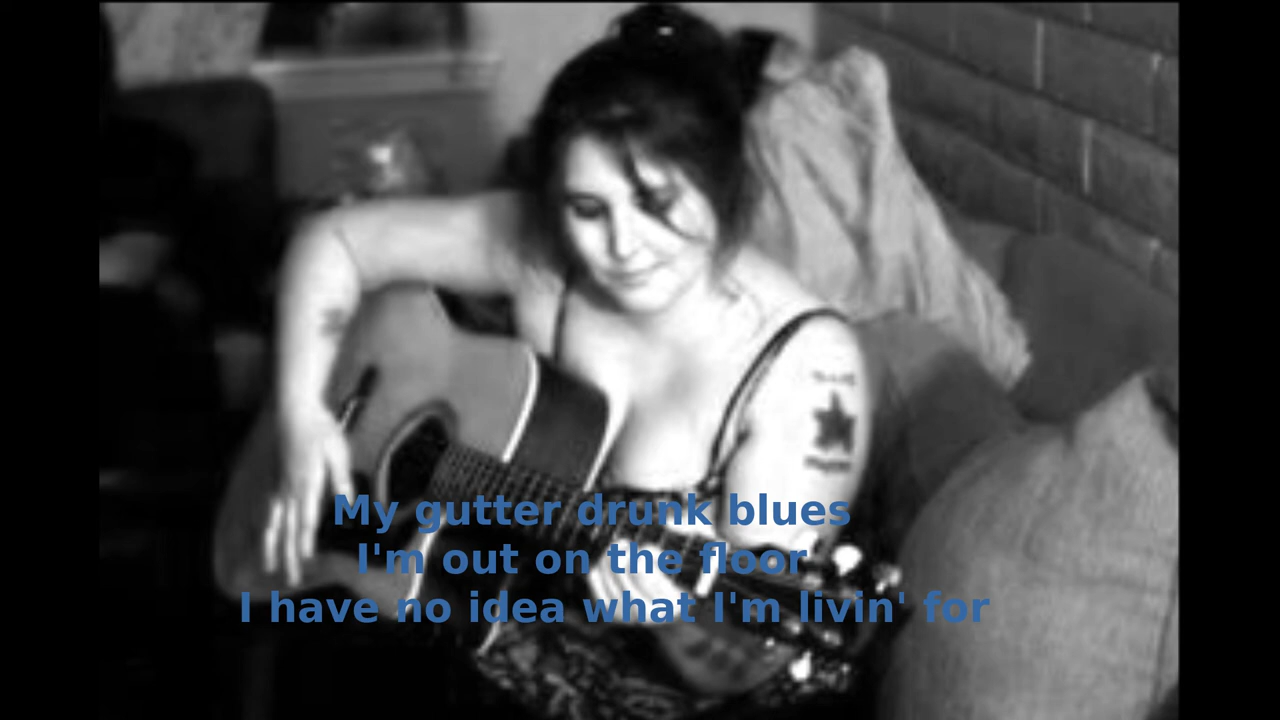 My gutter drunk blues
I'm out on the floor
I have no idea what I'm livin' for